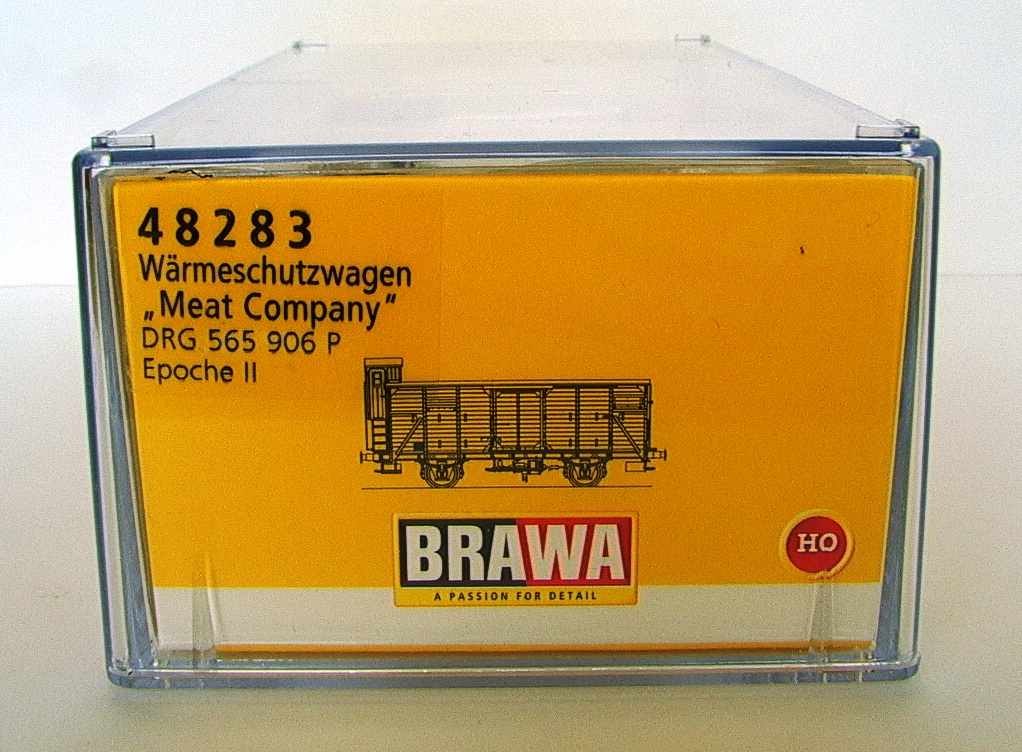 48283
Wärmeschutzwagen
„Meat Company“
DRG 565 906 P
Epoche II
BRAWA
A PASSION FOR DETAIL
HO